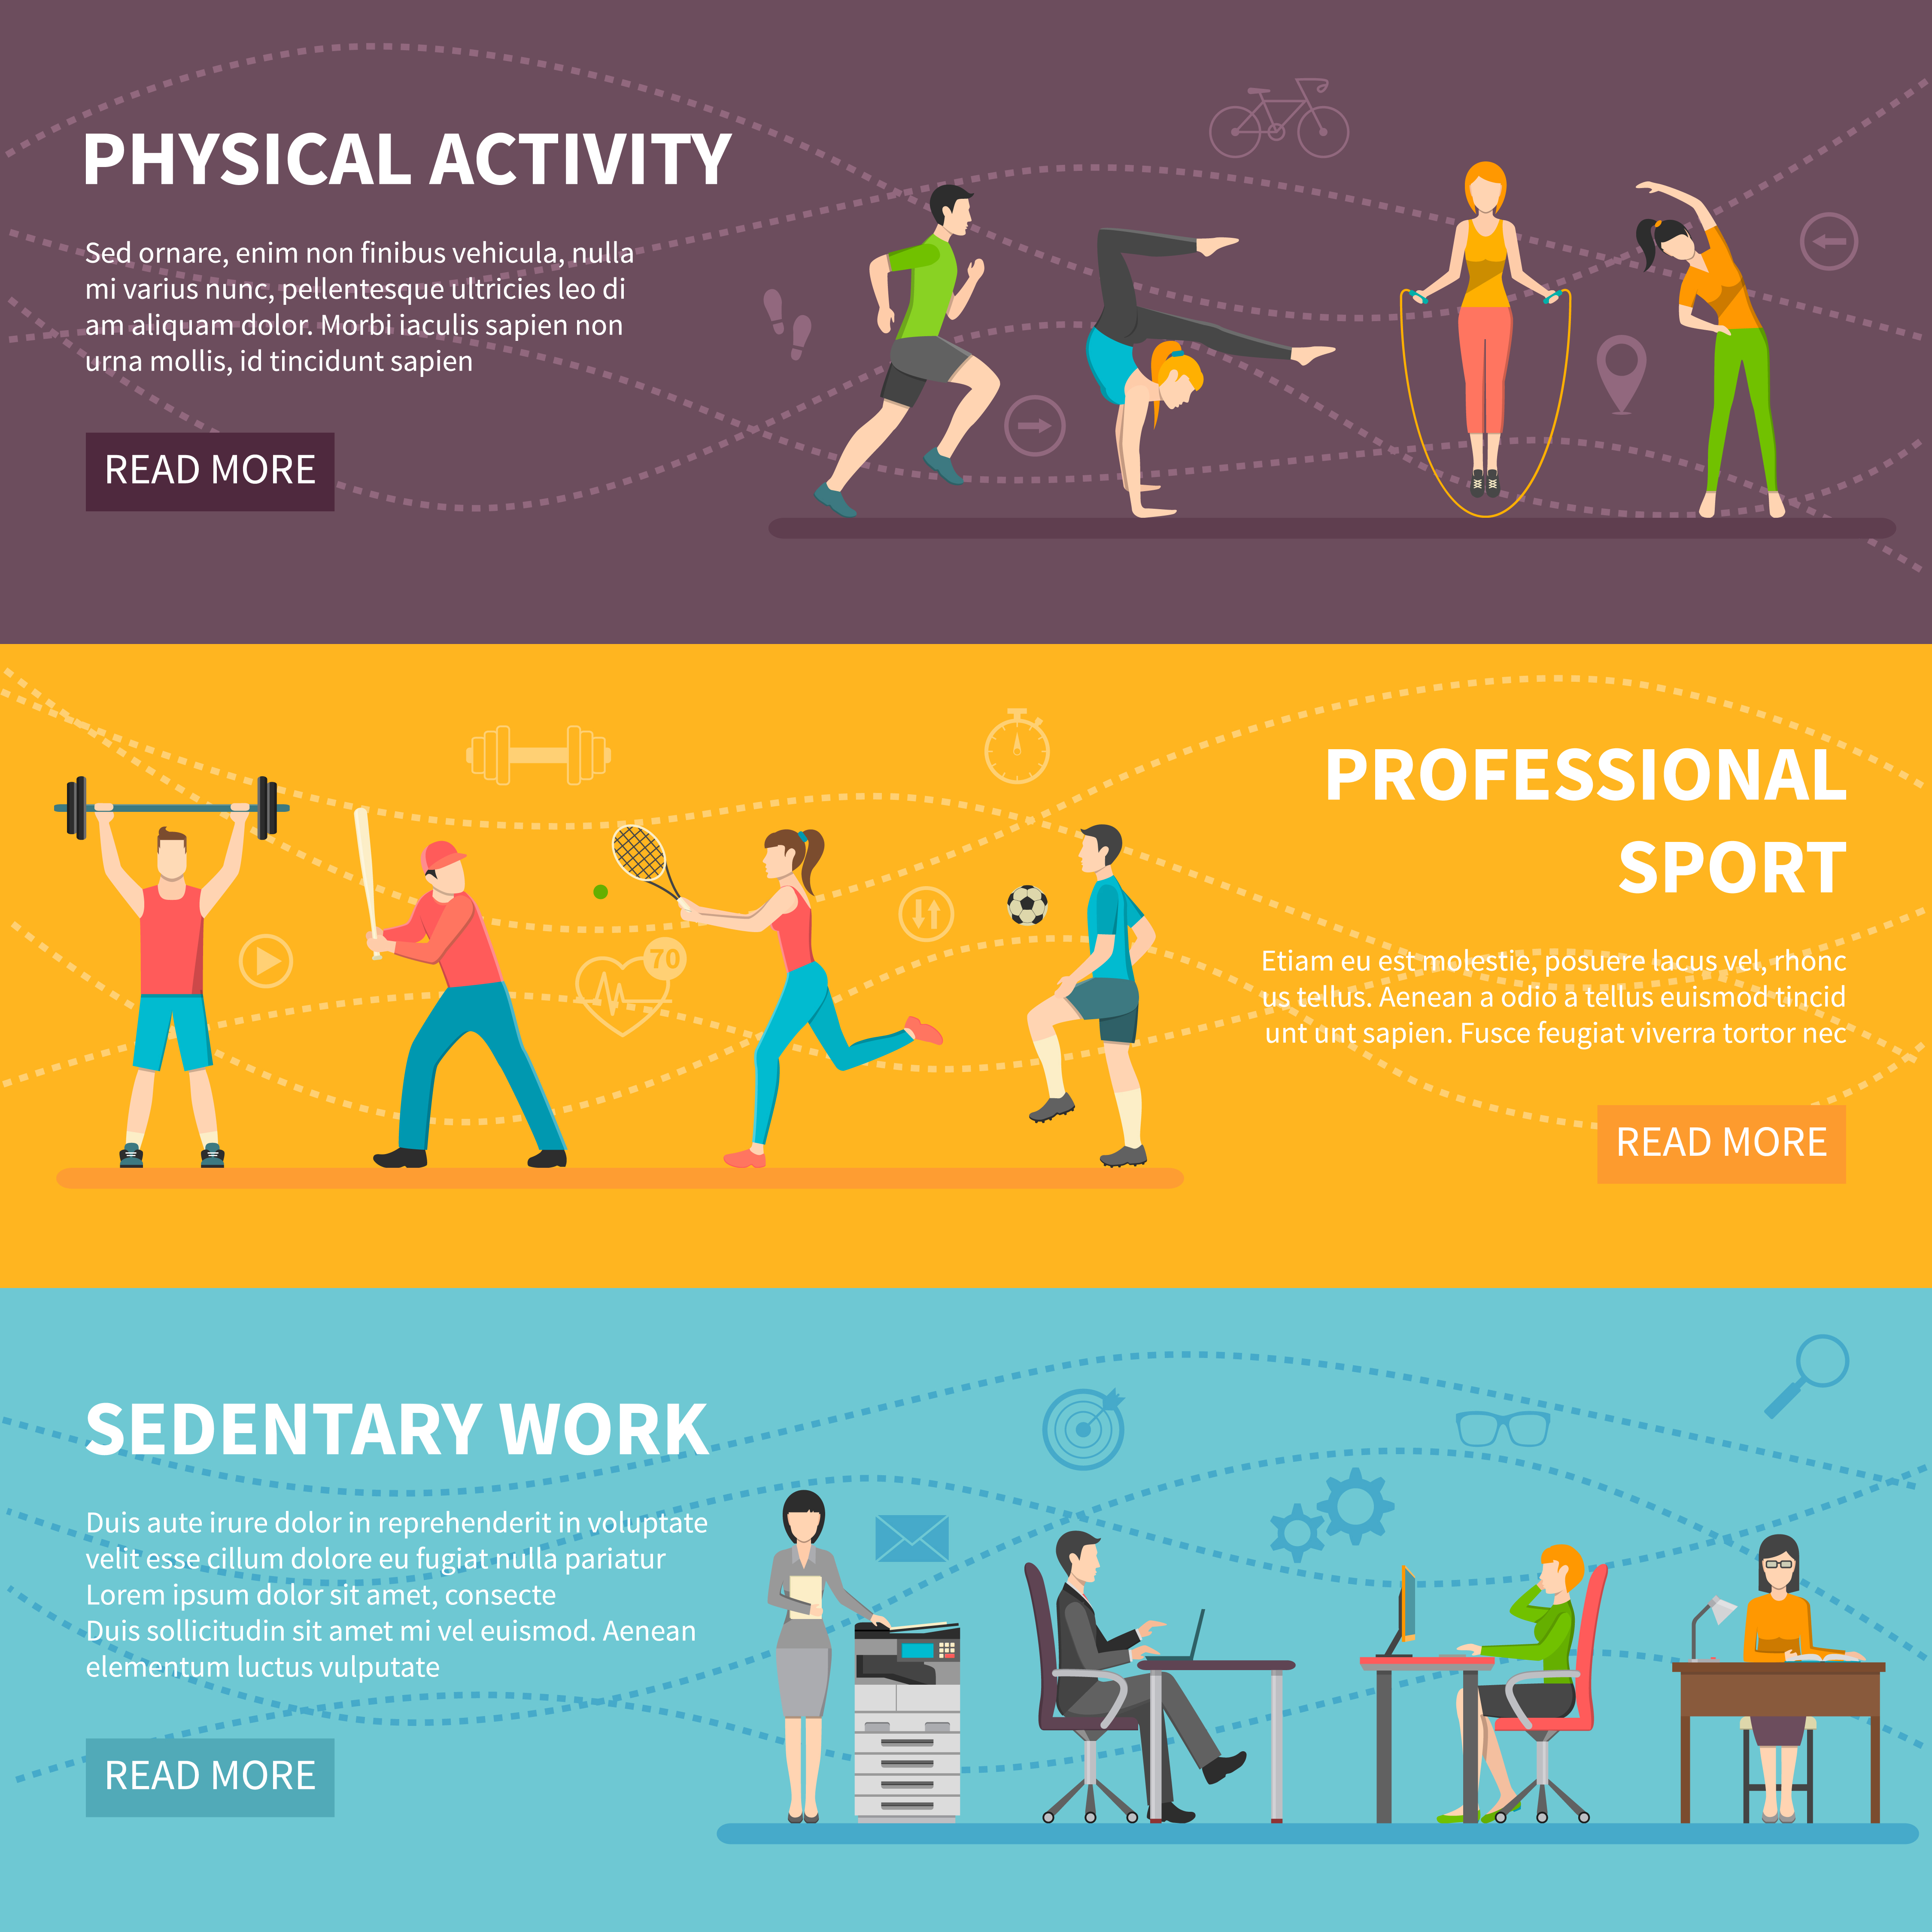 PHYSICAL ACTIVITY
Sed ornare, enim non finibus vehicula, nulla
mi varius nunc, pellentesque ultricies leo di
am aliquam dolor. Morbi iaculis sapien non
urna mollis, id tincidunt sapien
READ MORE
PROFESSIONAL
SPORT
70
Etiam eu est molestie, posuere lacus vel, rhonc
us tellus. Aenean a odio a tellus euismod tincid
unt unt sapien. Fusce feugiat viverra tortor nec
READ MORE
SEDENTARY WORK
Duis aute irure dolor in reprehenderit in voluptate
velit esse cillum dolore eu fugiat nulla pariatur
Lorem ipsum dolor sit amet, consecte
Duis sollicitudin sit amet mi vel euismod. Aenean
elementum luctus vulputate
READ MORE